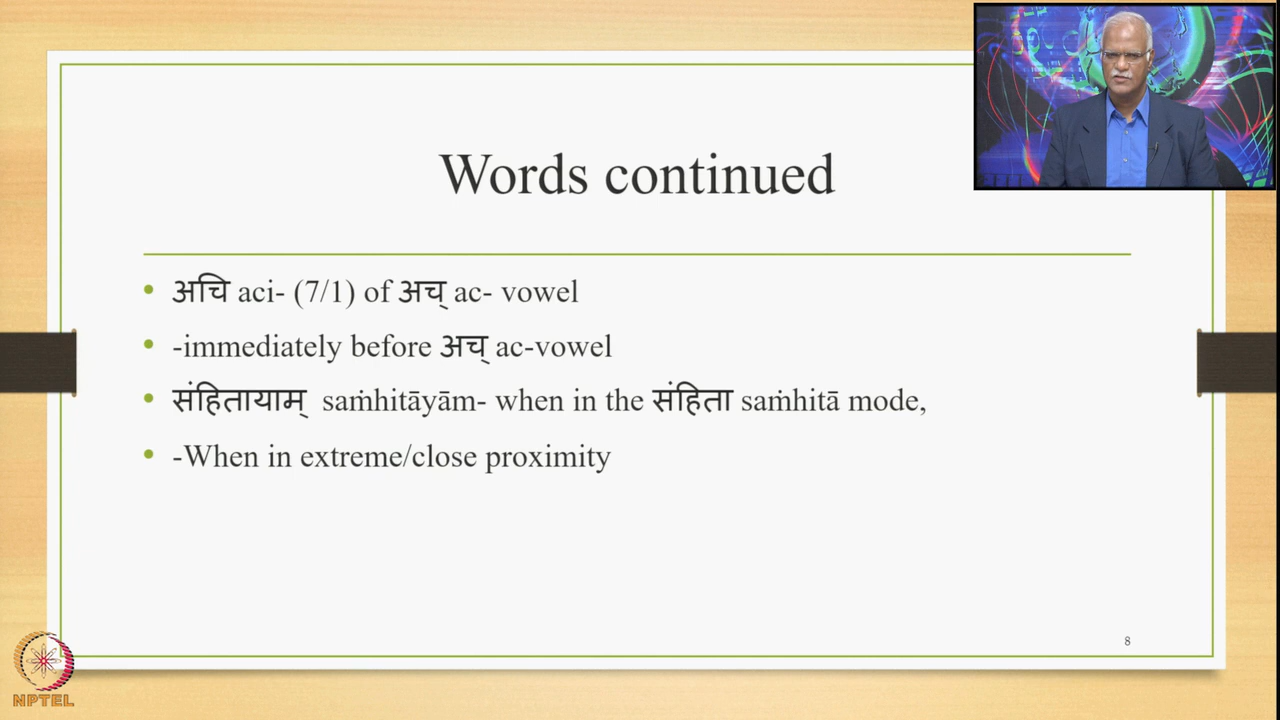 Words continued
• अचि aci- (7/1) of अच् ac- vowel
• -immediately before अच् ac-vowel
• संहितायाम् saṁhitāyām- when in the संहिता saṁhitā mode,
• -When in extreme/close proximity
8
NPTEL